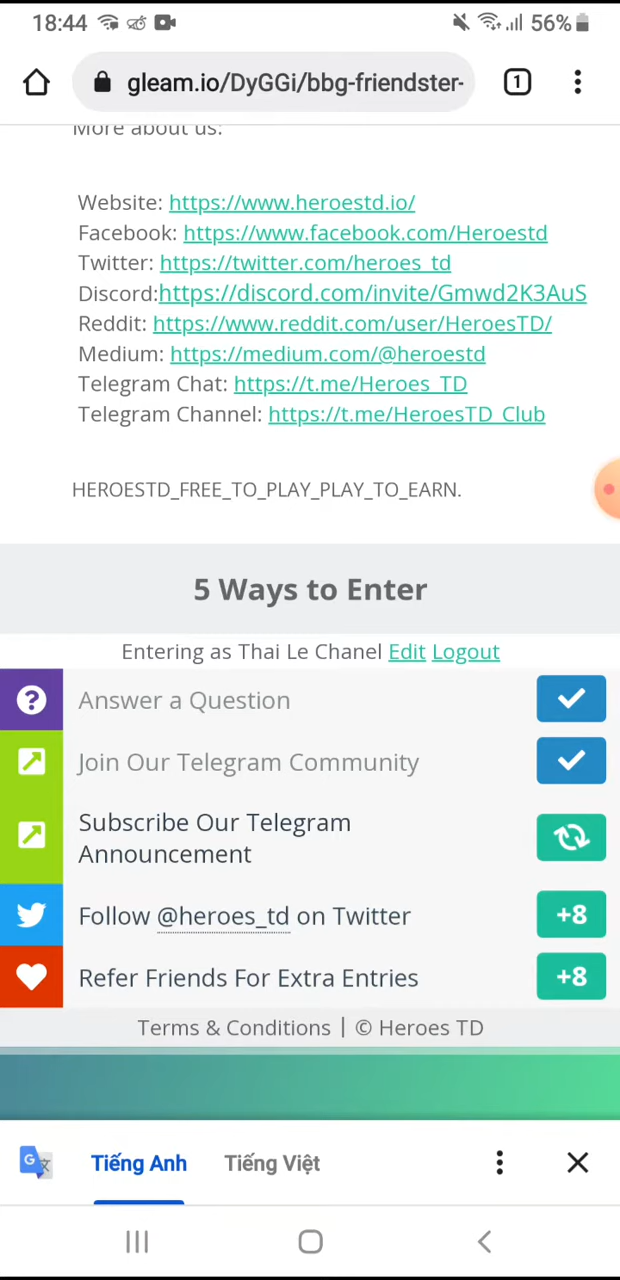 18:44
56%
gleam.io/DyGGi/bbg-friendster-
1
More about us:
Website: https://www.heroestd.io/
Facebook: https://www.facebook.com/Heroestd
Twitter: https://twitter.com/heroes_td
Discord:https://discord.com/invite/Gmwd2K3AuS
Reddit: https://www.reddit.com/user/HeroesTD/
Medium: https://medium.com/@heroestd
Telegram Chat: https://t.me/Heroes_TD
Telegram Channel: https://t.me/HeroesTD_Club
HEROESTD_FREE_TO_PLAY_PLAY_TO_EARN.
5 Ways to Enter
Entering as Thai Le Chanel Edit Logout
Answer a Question
Join Our Telegram Community
Subscribe Our Telegram
Announcement
Follow @heroes_td on Twitter +8
Refer Friends For Extra Entries +8
Terms & Conditions | © Heroes TD
Tiếng Anh Tiếng Việt